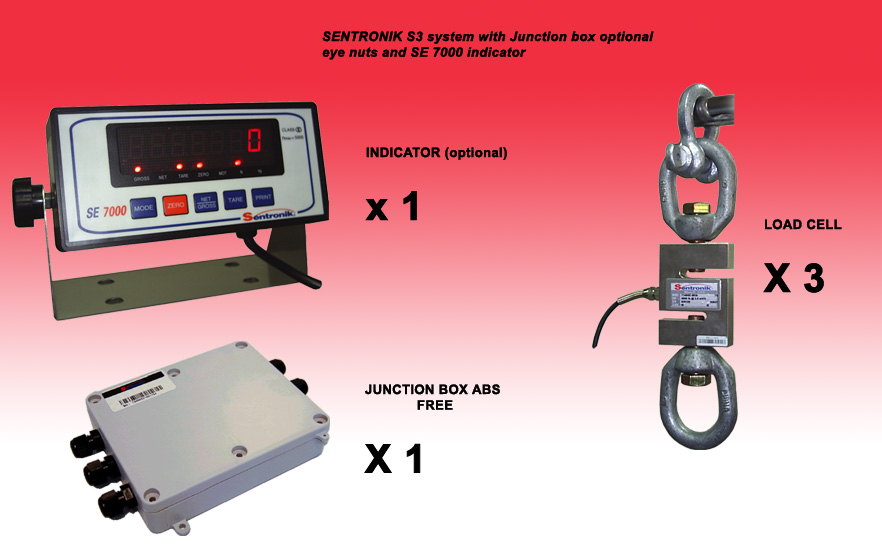 SENTRONIK S3 system with Junction box optional
eye nuts and SE 7000 indicator
INDICATOR (optional)
x 1
0
CLASS
GROSS NET TARE ZERO MOT
SE 7000
MODE
ZERO
NET
GROSS
TARE
PRINT
Sentronik
LOAD CELL
X 3
Sentronik
JUNCTION BOX ABS
FREE
X 1